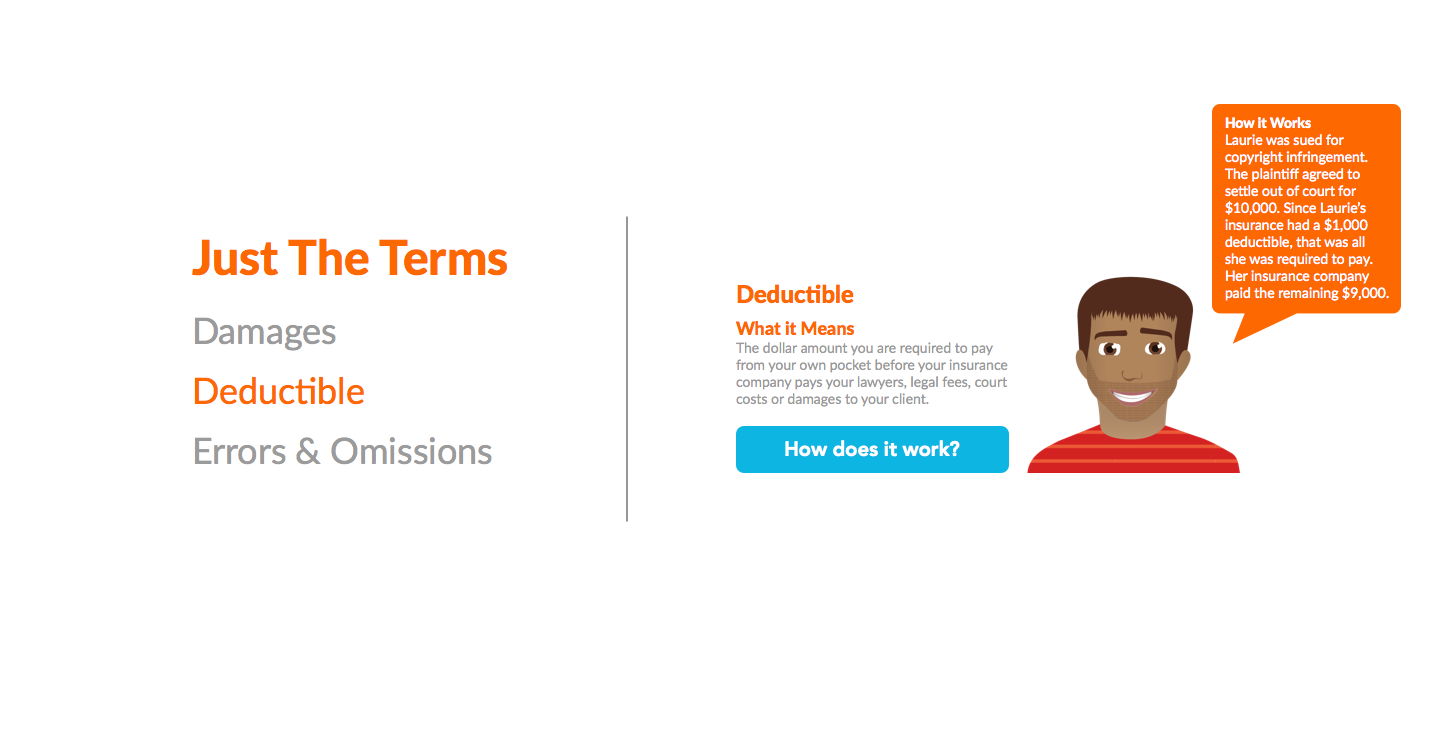 Just The Terms
Damages
Deductible
Errors & Omissions
Deductible
What it Means
The dollar amount you are required to pay
from your own pocket before your insurance
company pays your lawyers, legal fees, court
costs or damages to your client.
How does it work?
How it Works
Laurie was sued for
copyright infringement.
The plaintiff agreed to
settle out of court for
$10,000. Since Laurie's
insurance had a $1,000
deductible, that was all
she was required to pay.
Her insurance company
paid the remaining $9,000.